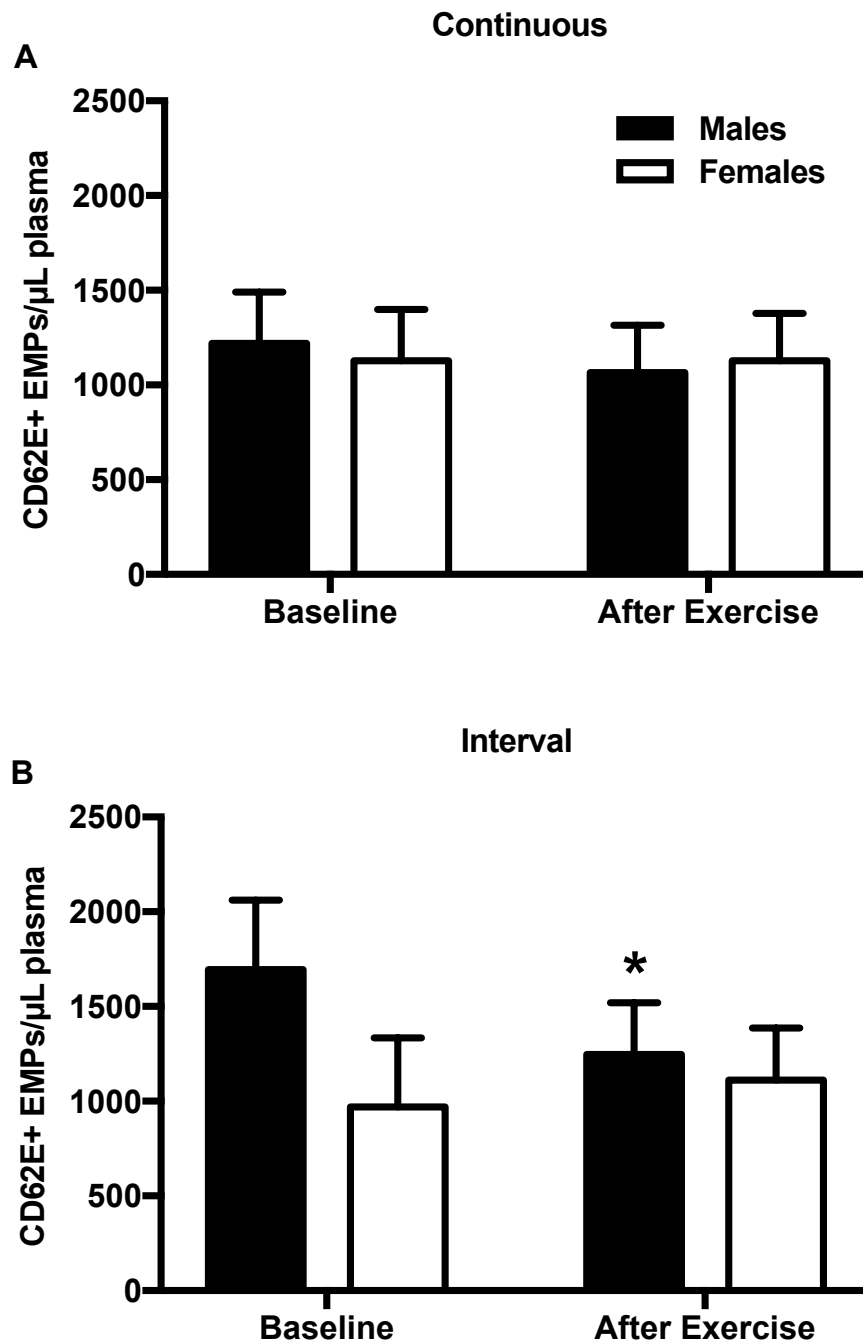 Continuous
A
2500
2000
1500
1000
500
0
CD62E+ EMPs/µL plasma
Males
Females
Baseline After Exercise
Interval
B
2500
2000
1500
1000
500
0
CD62E+ EMPs/µL plasma
*
Baseline After Exercise